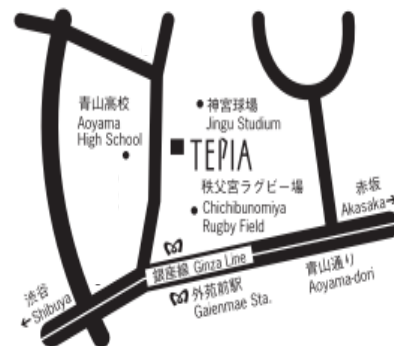 青山高校
Aoyama
High School
神宮球場
Jingu Studium
TEPIA
秩父宮ラグビー場
Chichibunomiya
Rugby Field
赤坂
Akasaka→
銀座線 Ginza Line
渋谷
←Shibuya
外苑前駅
Gaienmae Sta.
青山通り
Aoyama-dori